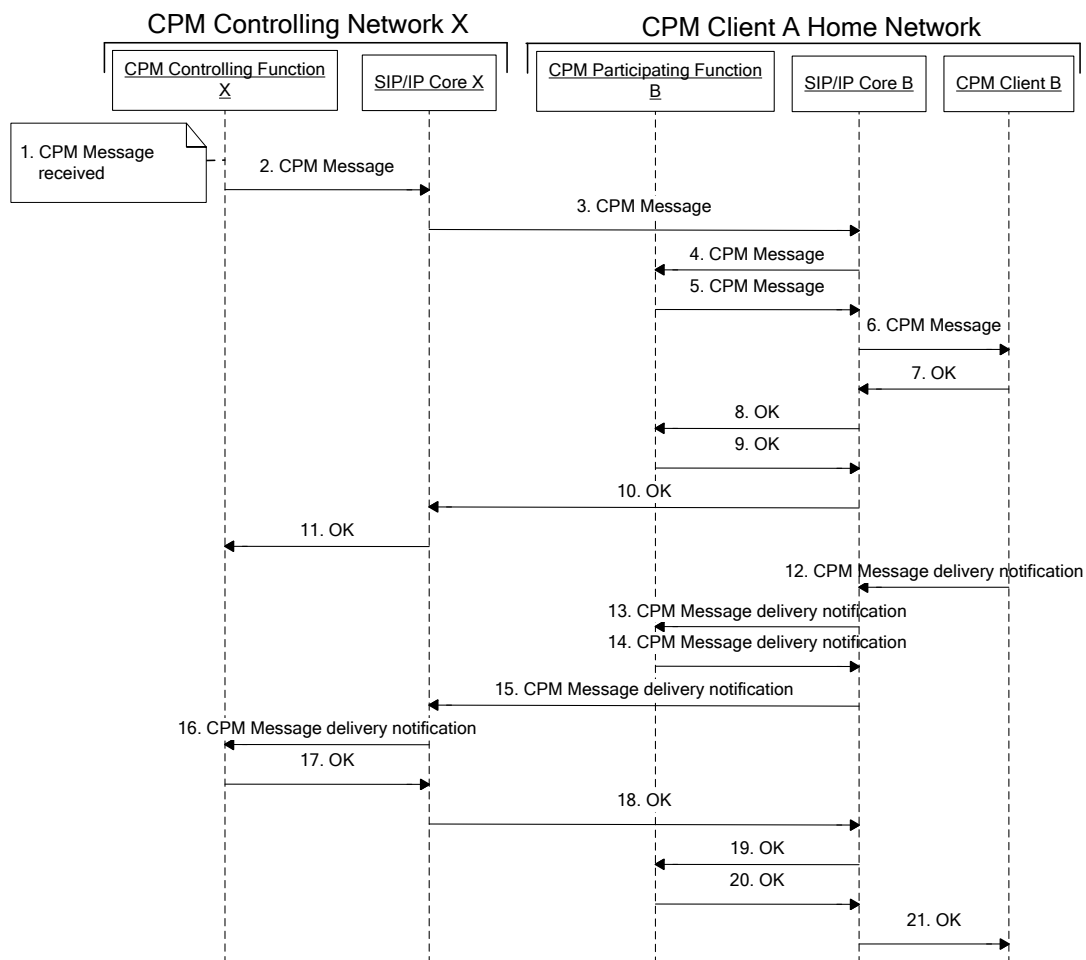 CPM Controlling Network X
CPM Client A Home Network
CPM Controlling Function
X
SIP/IP Core X
CPM Participating Function
B
SIP/IP Core B
CPM Client B
1. CPM Message
received
2. CPM Message
3. CPM Message
4. CPM Message
5. CPM Message
6. CPM Message
7. OK
8. OK
9. OK
10. OK
11. OK
12. CPM Message delivery notification
13. CPM Message delivery notification
14. CPM Message delivery notification
15. CPM Message delivery notification
16. CPM Message delivery notification
17. OK
18. OK
19. OK
20. OK
21. OK